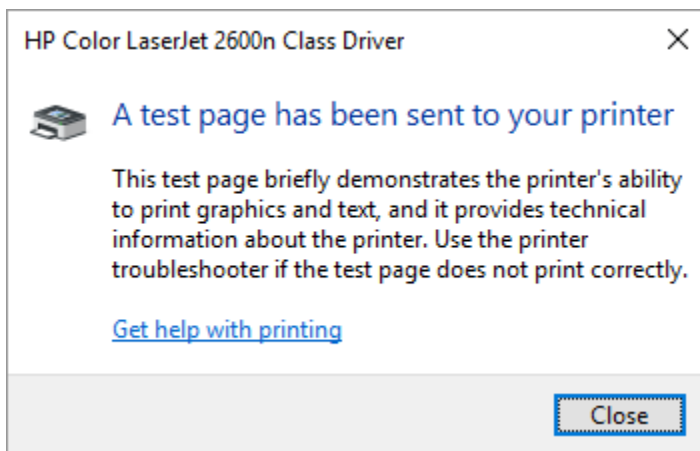 HP Color LaserJet 2600n Class Driver
A test page has been sent to your printer
This test page briefly demonstrates the printer's ability
to print graphics and text, and it provides technical
information about the printer. Use the printer
troubleshooter if the test page does not print correctly.
Get help with printing
Close